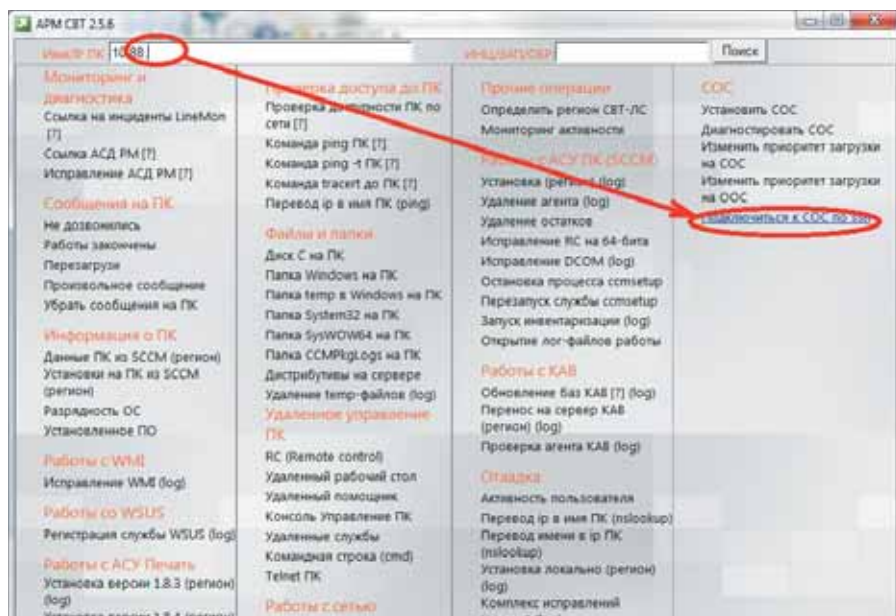 АРМ СВТ 2.5.6
Имя/IP ПК 10.88.
ИНЦ/ЗАП/ОБР
Поиск
Мониторинг и
диагностика
Ссылка на инциденты LineMon
[?]
Ссылка АСД РМ [?]
Исправление АСД РМ [?]
Сообщения на ПК
Не дозвонились
Работы закончены
Перезагрузи
Произвольное сообщение
Убрать сообщения на ПК
Информация о ПК
Данные ПК из SCCM (регион)
Установки на ПК из SCCM
(регион)
Разрядность ОС
Установленное ПО
Работы с WMI
Исправление WMI (log)
Работы со WSUS
Регистрация службы WSUS (log)
Работы с АСУ Печать
Установка версии 1.8.3 (регион)
(log)
Проверка доступа до ПК
Проверка доступности ПК по
сети [?]
Команда ping ПК [?]
Команда ping -t ПК [?]
Команда tracert до ПК [?]
Перевод ip в имя ПК (ping)
Файлы и папки
Диск C на ПК
Папка Windows на ПК
Папка temp в Windows на ПК
Папка System32 на ПК
Папка SysWOW64 на ПК
Папка CCMPkgLogs на ПК
Дистрибутивы на сервере
Удаление temp-файлов (log)
Удаленное управление
ПК
RC (Remote control)
Удаленный рабочий стол
Удаленный помощник
Консоль Управление ПК
Удаленные службы
Командная строка (cmd)
Telnet ПК
Работы с сетью
Прочие операции
Определить регион СВТ-ЛС
Мониторинг активности
Работы с АСУ ПК (SCCM)
Установка (регион) (log)
Удаление агента (log)
Удаление остатков
Исправление RC на 64-бита
Исправление DCOM (log)
Остановка процесса ccmsetup
Перезапуск службы ccmsetup
Запуск инвентаризации (log)
Открытие лог-файлов работы
Работы с КАВ
Обновление баз КАВ [?] (log)
Перенос на сервер КАВ
(регион) (log)
Проверка агента КАВ (log)
Отладка
Активность пользователя
Перевод ip в имя ПК (nslookup)
Перевод имени в ip ПК
(nslookup)
Установка локально (регион)
(log)
Комплекс исправлений
СОС
Установить СОС
Диагностировать СОС
Изменить приоритет загрузки
на СОС
Изменить приоритет загрузки
на ООС
Подключиться к СОС по ssh